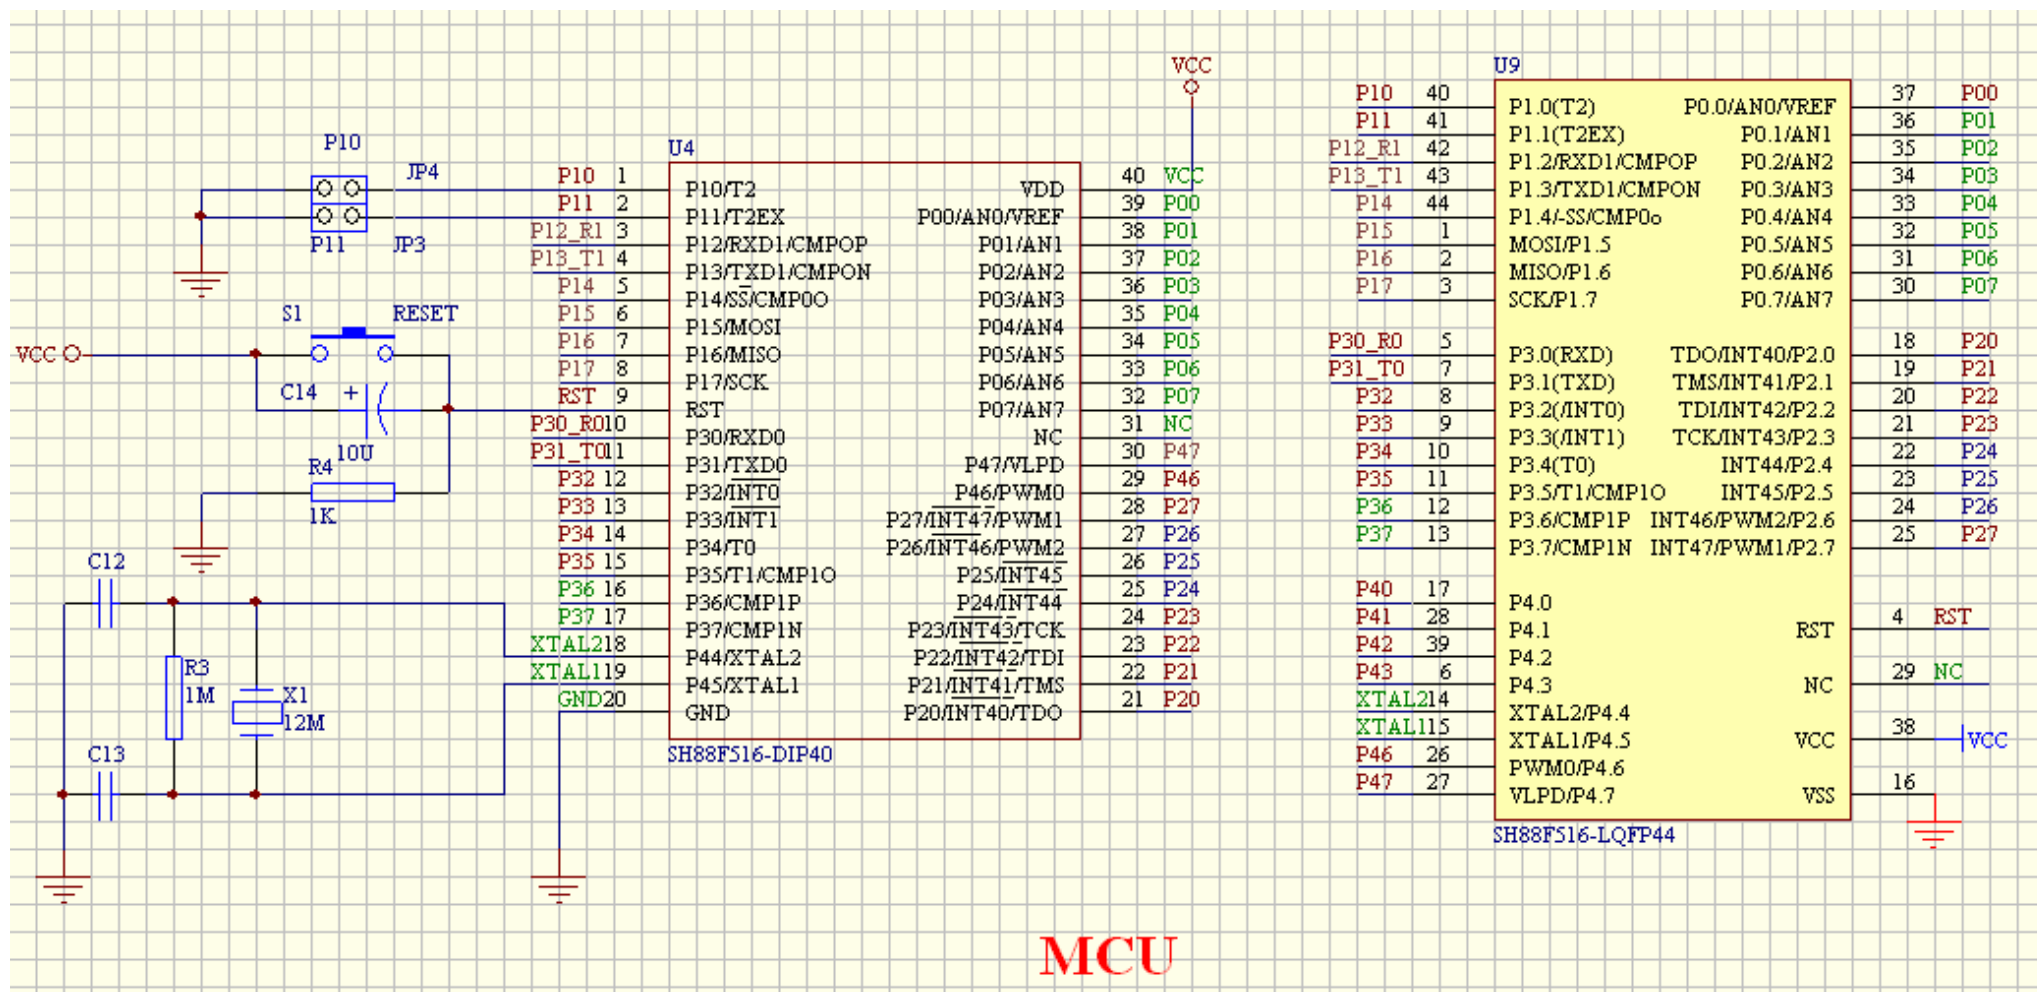 VCC
U9
P10 40 P1.0(T2) P0.0/AN0/VREF 37 P00
P11 41 P1.1(T2EX) P0.1/AN1 36 P01
P12_R1 42 P1.2/RXD1/CMPOP P0.2/AN2 35 P02
P13_T1 43 P1.3/TXD1/CMPON P0.3/AN3 34 P03
P14 44 P1.4/-SS/CMP0o P0.4/AN4 33 P04
P15 1 MOSI/P1.5 P0.5/AN5 32 P05
P16 2 MISO/P1.6 P0.6/AN6 31 P06
P17 3 SCK/P1.7 P0.7/AN7 30 P07
P30_R0 5 P3.0(RXD) TDO/INT40/P2.0 18 P20
P31_T0 7 P3.1(TXD) TMS/INT41/P2.1 19 P21
P32 8 P3.2(/INT0) TDI/INT42/P2.2 20 P22
P33 9 P3.3(/INT1) TCK/INT43/P2.3 21 P23
P34 10 P3.4(T0) INT44/P2.4 22 P24
P35 11 P3.5/T1/CMP1O INT45/P2.5 23 P25
P36 12 P3.6/CMP1P INT46/PWM2/P2.6 24 P26
P37 13 P3.7/CMP1N INT47/PWM1/P2.7 25 P27
P40 17 P4.0
P41 28 P4.1 RST 4 RST
P42 39 P4.2
P43 6 P4.3 NC 29 NC
XTAL2 14 XTAL2/P4.4
XTAL1 15 XTAL1/P4.5 VCC 38 VCC
P46 26 PWM0/P4.6
P47 27 VLPD/P4.7 VSS 16
SH88F516-LQFP44
U4
P10 1 P10/T2 VDD 40 VCC
P11 2 P11/T2EX P00/AN0/VREF 39 P00
P12_R1 3 P12/RXD1/CMPOP P01/AN1 38 P01
P13_T1 4 P13/TXD1/CMPON P02/AN2 37 P02
P14 5 P14/SS/CMP0O P03/AN3 36 P03
P15 6 P15/MOSI P04/AN4 35 P04
P16 7 P16/MISO P05/AN5 34 P05
P17 8 P17/SCK P06/AN6 33 P06
RST 9 RST P07/AN7 32 P07
P30_R0 10 P30/RXD0 NC 31 NC
P31_T0 11 P31/TXD0 P47/VLPD 30 P47
P32 12 P32/INT0 P46/PWM0 29 P46
P33 13 P33/INT1 P27/INT47/PWM1 28 P27
P34 14 P34/T0 P26/INT46/PWM2 27 P26
P35 15 P35/T1/CMP1O P25/INT45 26 P25
P36 16 P36/CMP1P P24/INT44 25 P24
P37 17 P37/CMP1N P23/INT43/TCK 24 P23
XTAL2 18 P44/XTAL2 P22/INT42/TDI 23 P22
XTAL1 19 P45/XTAL1 P21/INT41/TMS 22 P21
GND 20 GND P20/INT40/TDO 21 P20
SH88F516-DIP40
P10
JP4
P11 JP3
S1 RESET
VCC
C14 +
10U
R4
1K
C12
R3
1M
X1
12M
C13
MCU